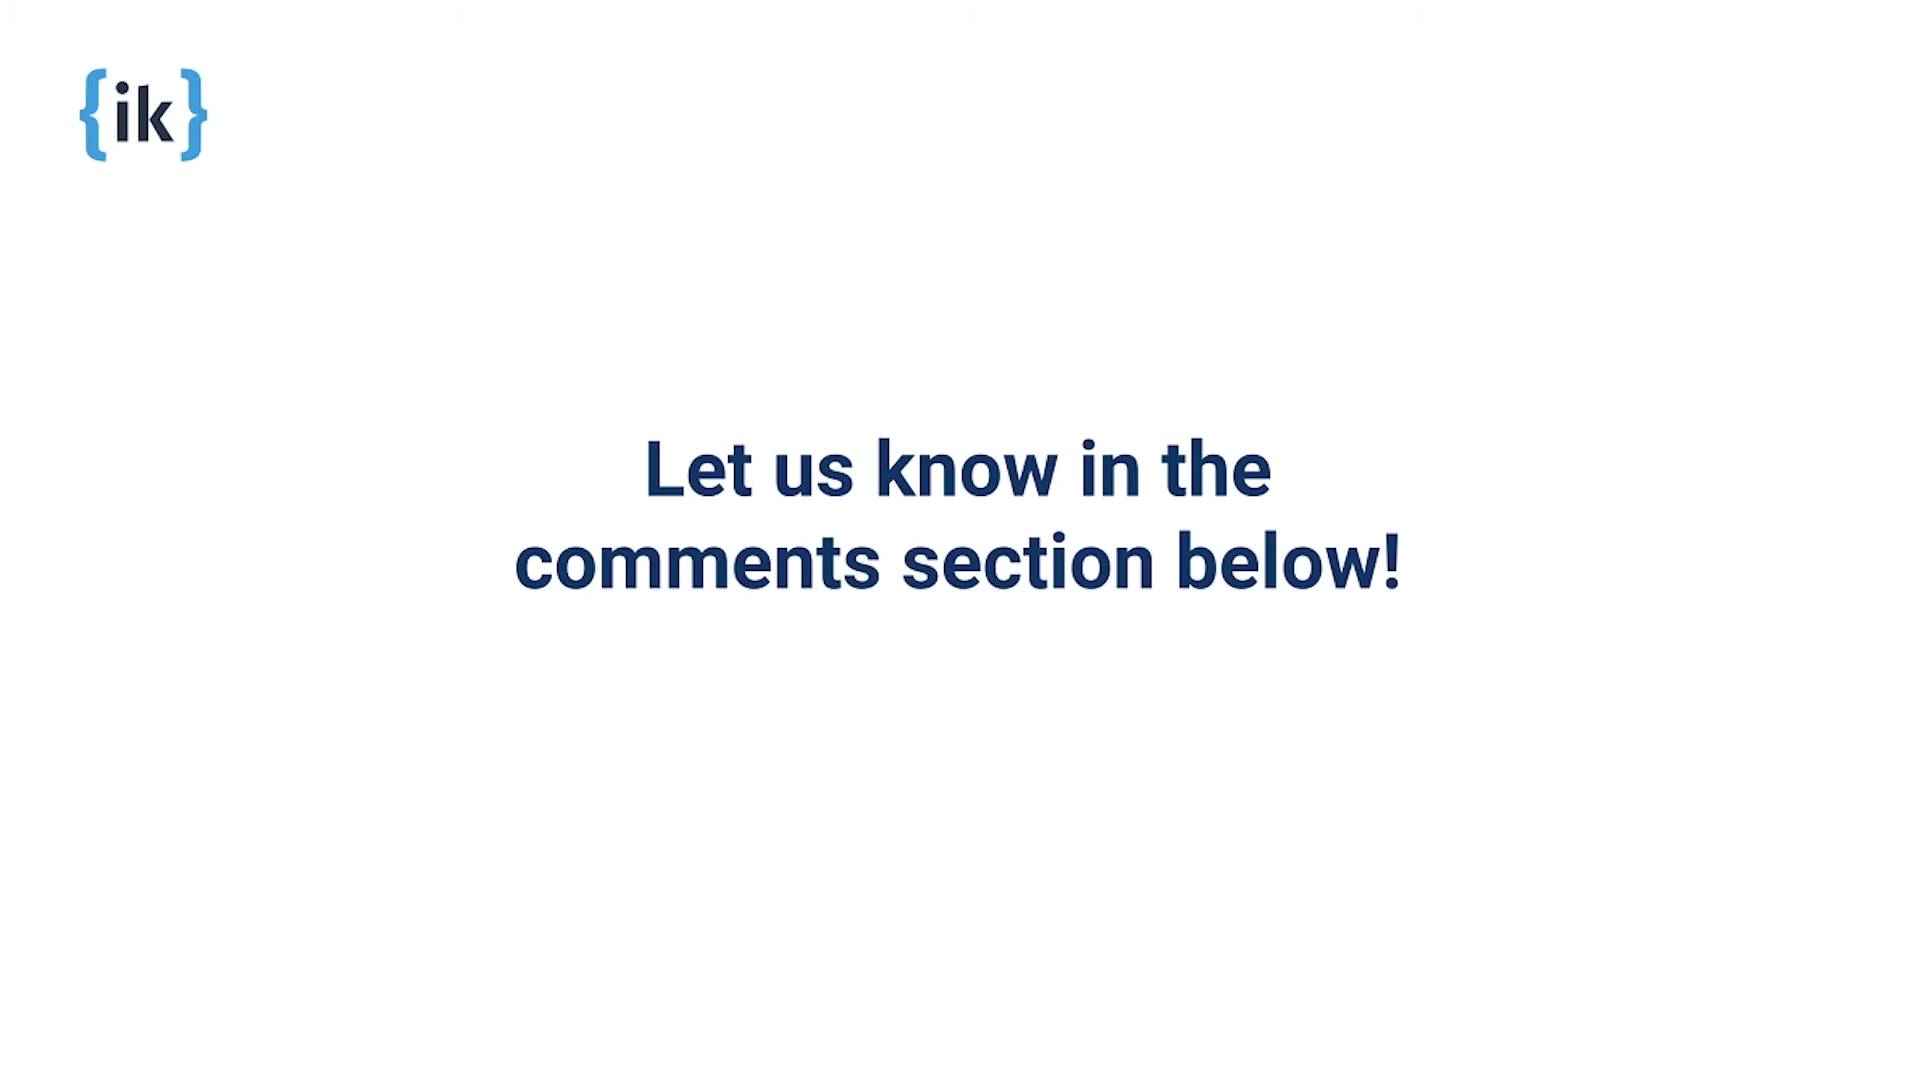 {ik}
Let us know in the
comments section below!